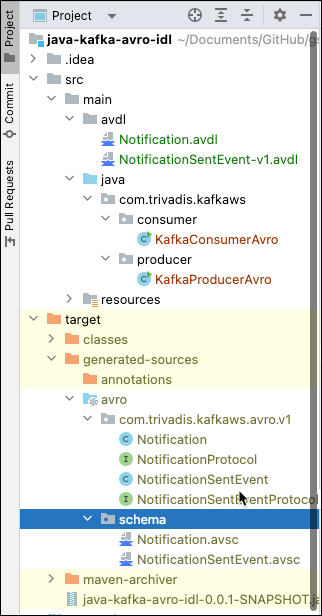 Project
Project
java-kafka-avro-idl ~/Documents/GitHub/gs
.idea
src
main
avdl
Notification.avdl
NotificationSentEvent-v1.avdl
java
com.trivadis.kafkaws
consumer
KafkaConsumerAvro
producer
KafkaProducerAvro
resources
target
classes
generated-sources
annotations
avro
com.trivadis.kafkaws.avro.v1
Notification
NotificationProtocol
NotificationSentEvent
NotificationSentEventProtocol
schema
Notification.avsc
NotificationSentEvent.avsc
maven-archiver
java-kafka-avro-idl-0.0.1-SNAPSHOT.ja
Commit
Pull Requests